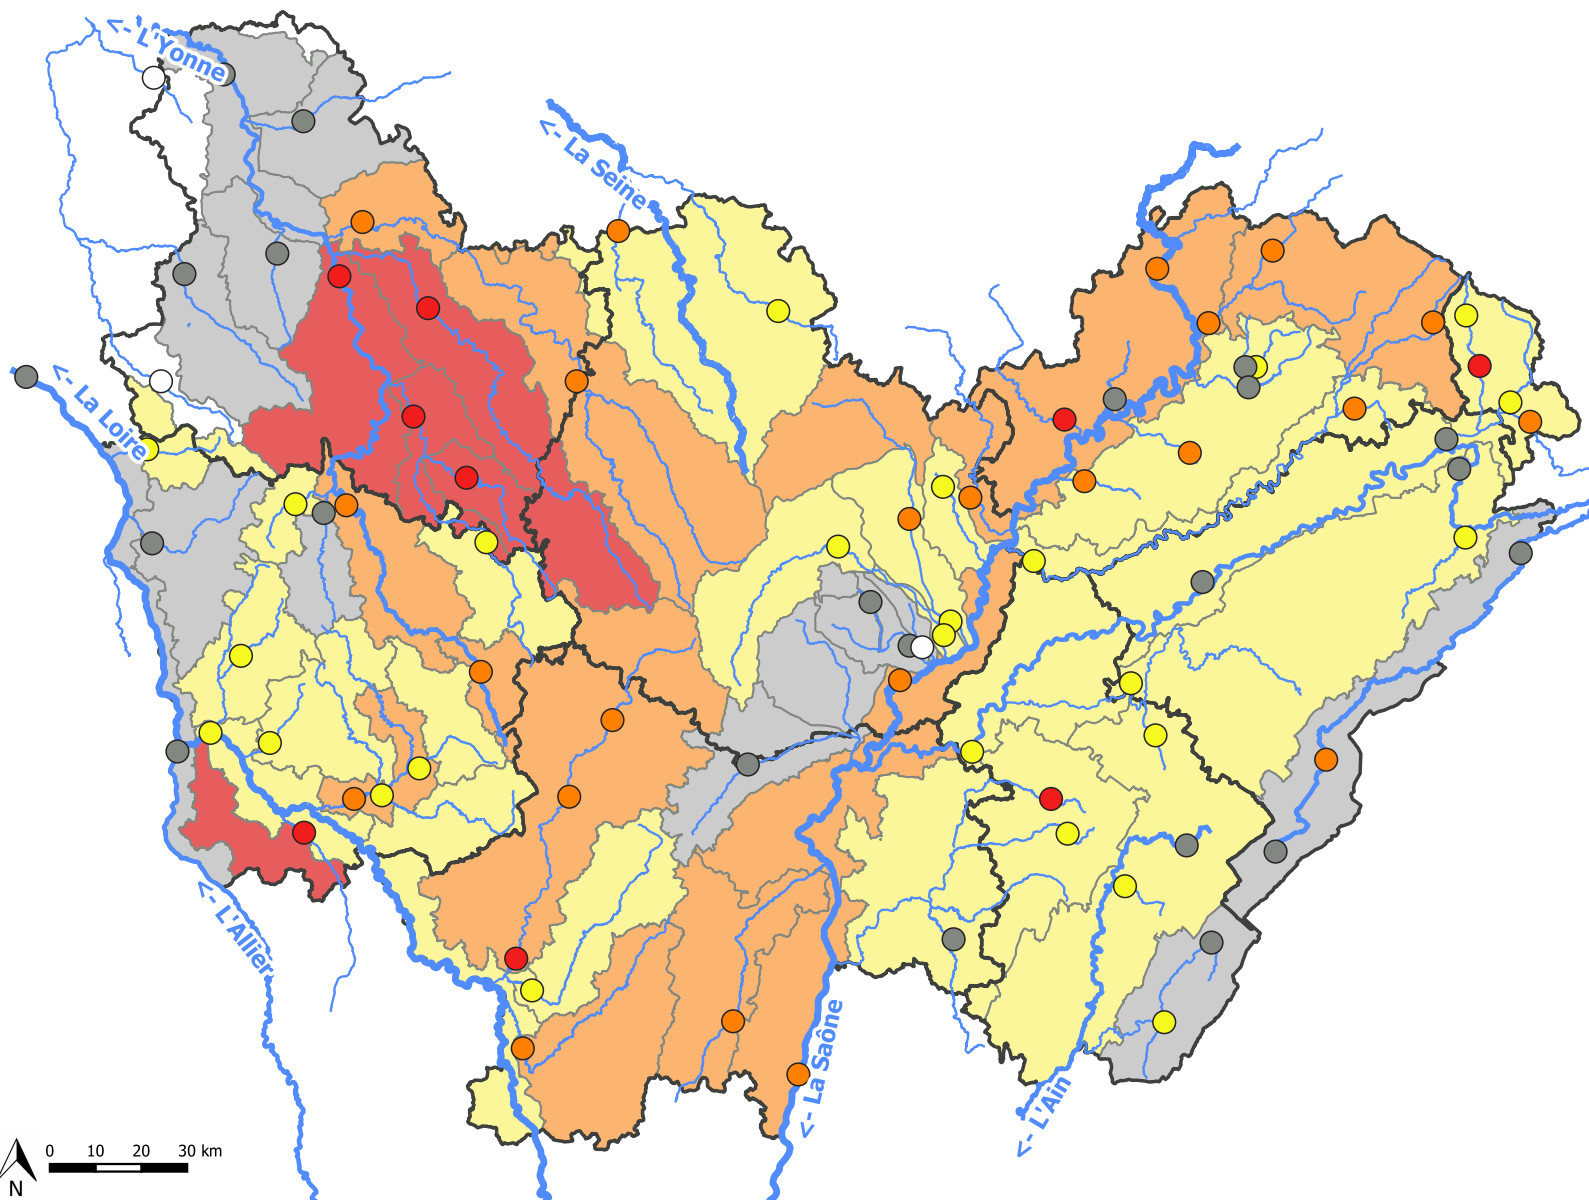 <- L'Yonne
<- La Seine
<- La Loire
<- L'Allier
<- La Saône
<- L'Ain
0 10 20 30 km
N